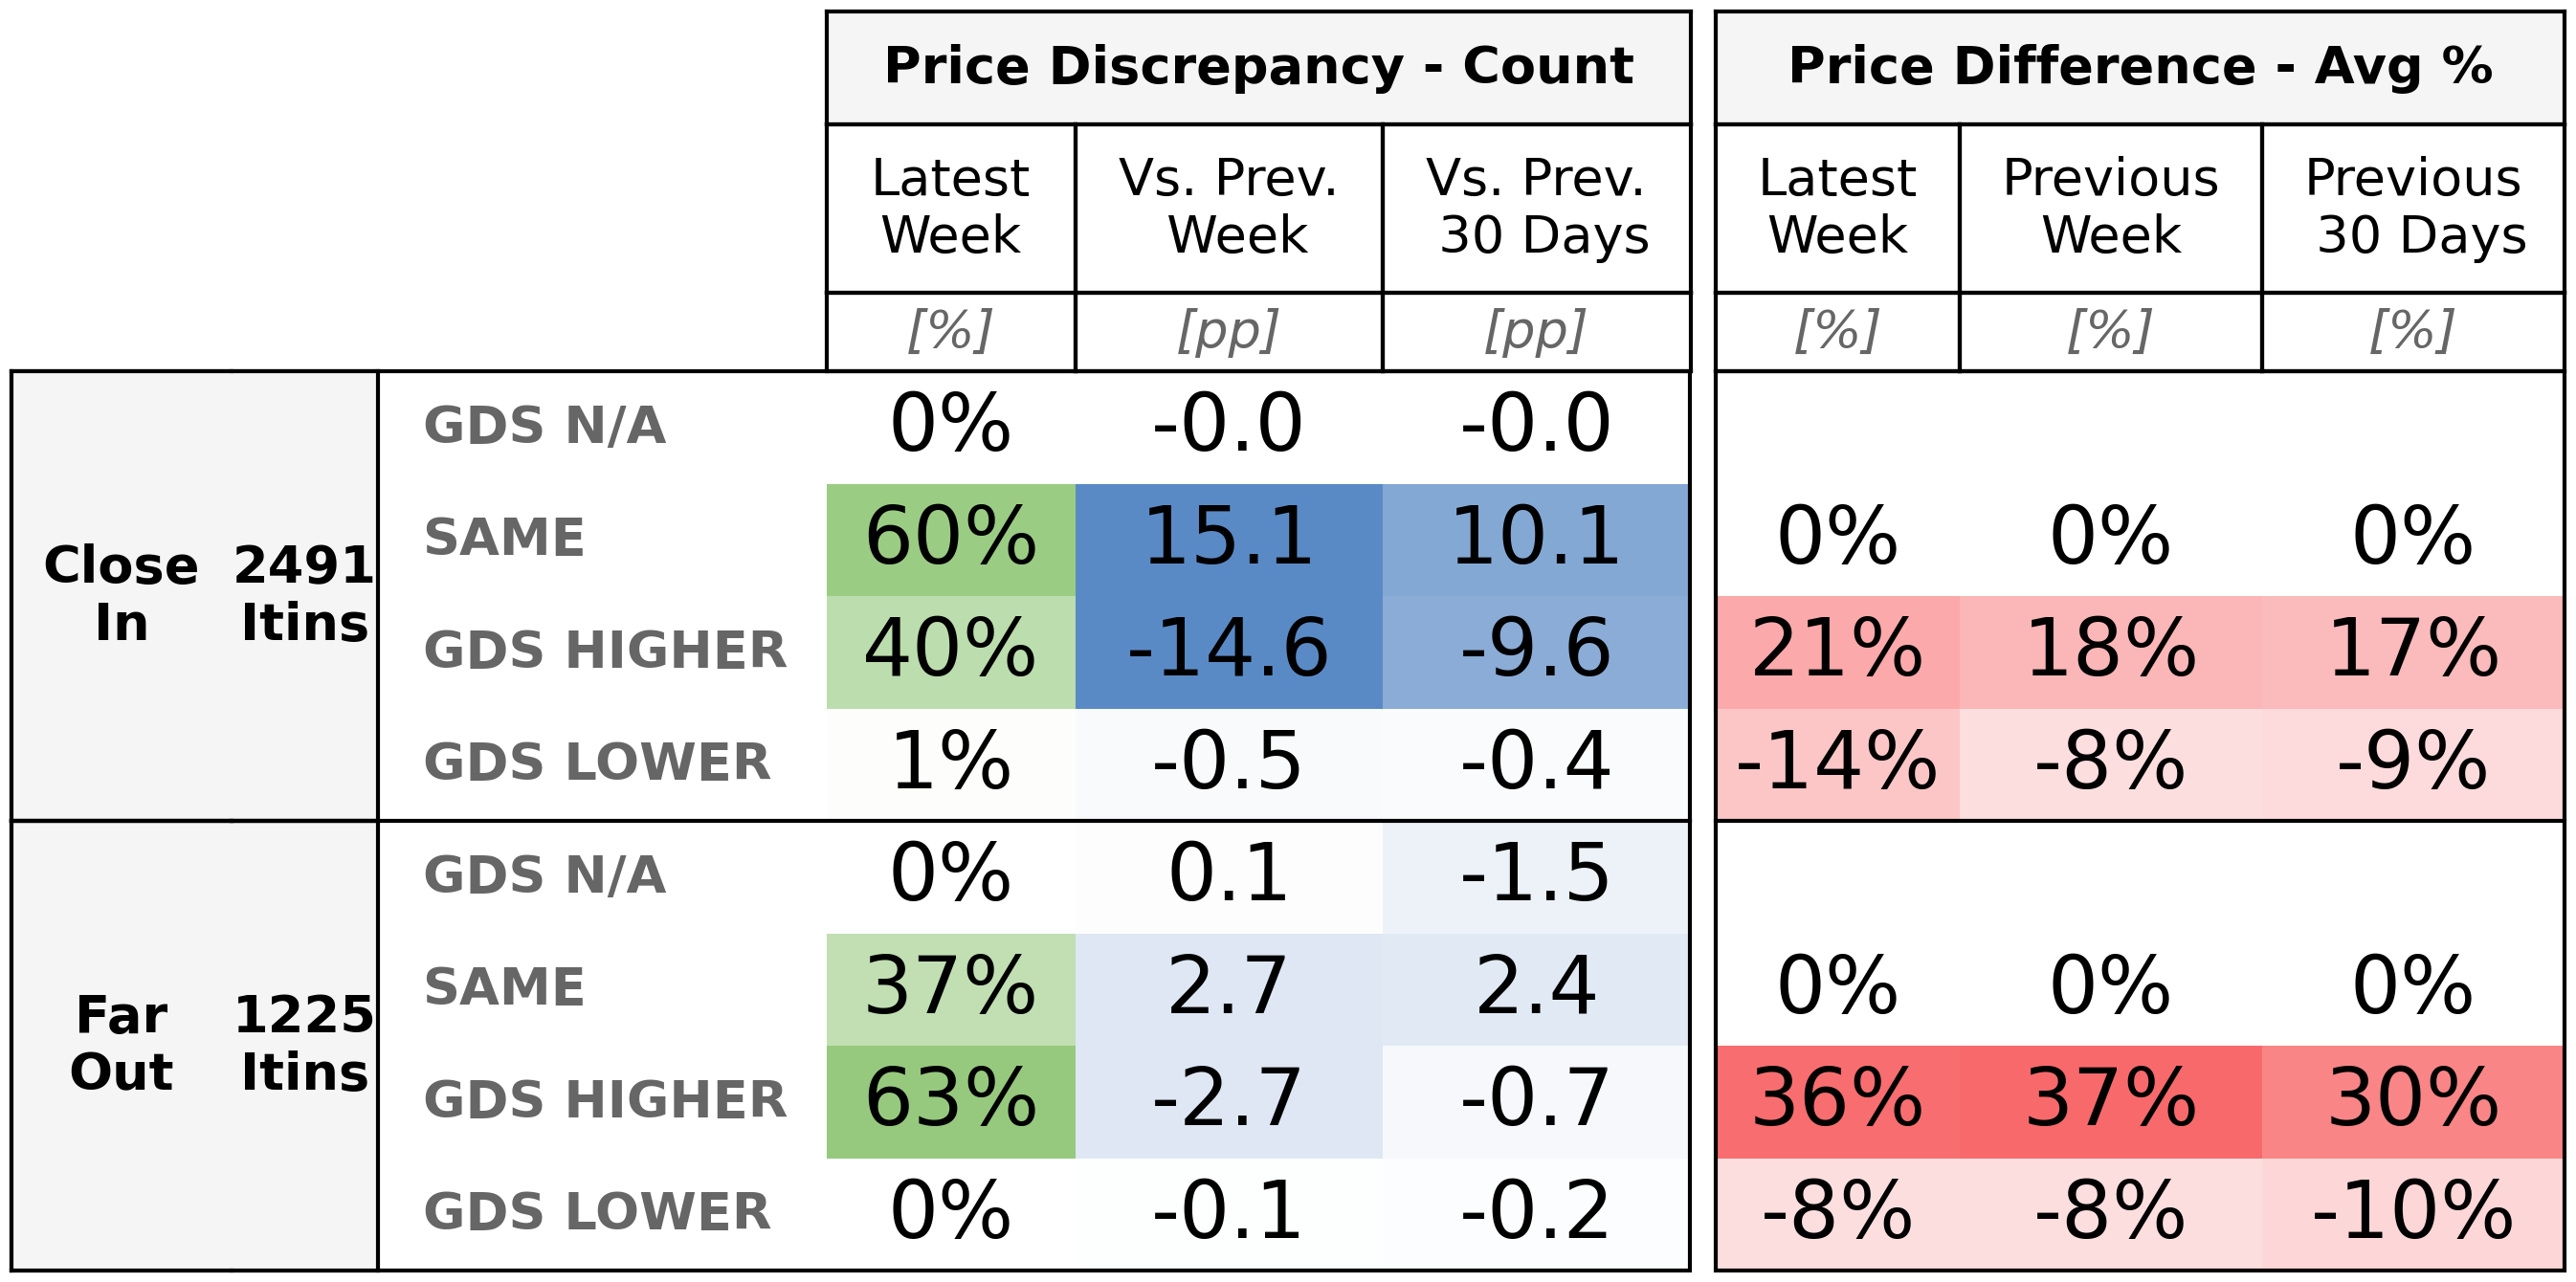 Price Discrepancy - Count Price Difference - Avg %
Latest Week Vs. Prev. Week Vs. Prev. 30 Days Latest Week Previous Week Previous 30 Days
[%] [pp] [pp] [%] [%] [%]
Close In 2491 Itins
GDS N/A 0% -0.0 -0.0
SAME 60% 15.1 10.1 0% 0% 0%
GDS HIGHER 40% -14.6 -9.6 21% 18% 17%
GDS LOWER 1% -0.5 -0.4 -14% -8% -9%
Far Out 1225 Itins
GDS N/A 0% 0.1 -1.5
SAME 37% 2.7 2.4 0% 0% 0%
GDS HIGHER 63% -2.7 -0.7 36% 37% 30%
GDS LOWER 0% -0.1 -0.2 -8% -8% -10%